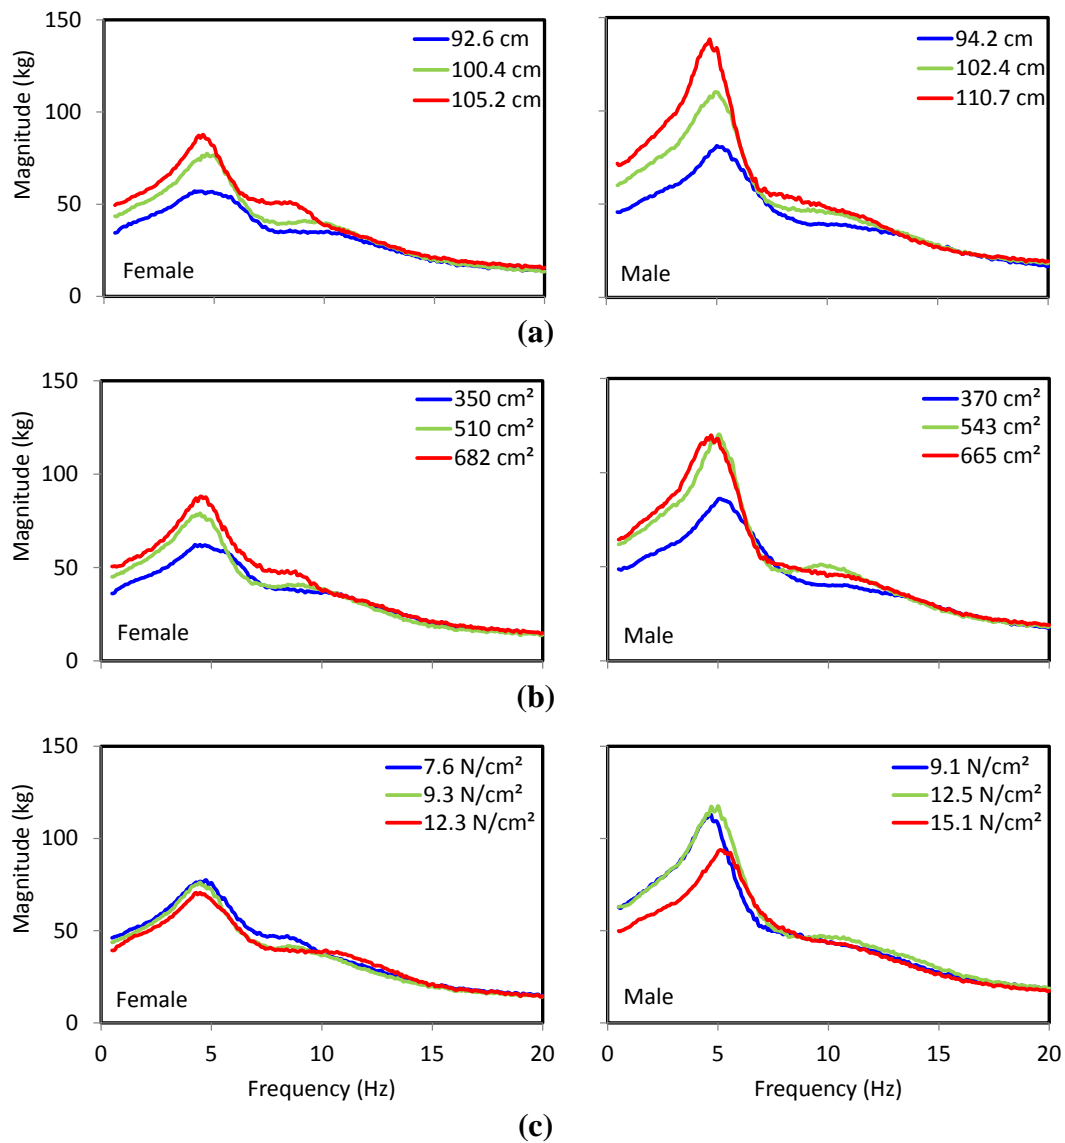 150
100
50
0
Magnitude (kg)
92.6 cm
100.4 cm
105.2 cm
Female
94.2 cm
102.4 cm
110.7 cm
Male
(a)
150
100
50
0
Magnitude (kg)
350 cm²
510 cm²
682 cm²
Female
370 cm²
543 cm²
665 cm²
Male
(b)
150
100
50
0
Magnitude (kg)
7.6 N/cm²
9.3 N/cm²
12.3 N/cm²
Female
0 5 10 15 20
Frequency (Hz)
9.1 N/cm²
12.5 N/cm²
15.1 N/cm²
Male
0 5 10 15 20
Frequency (Hz)
(c)